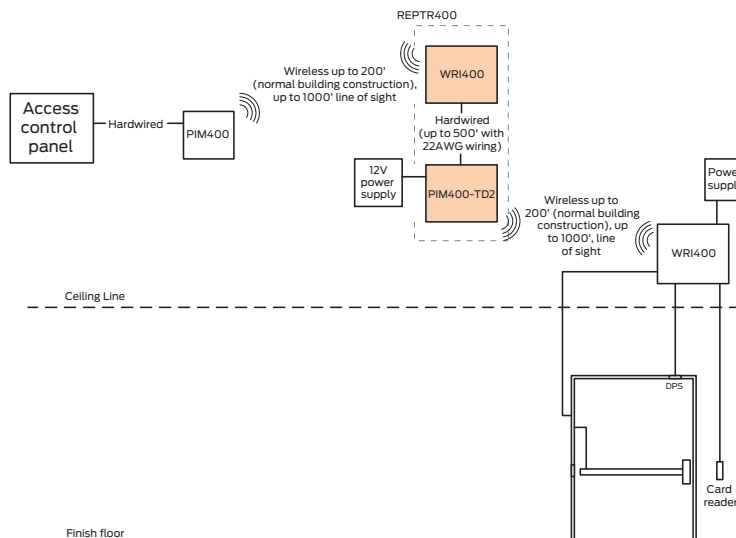 REPTR400
Wireless up to 200'
(normal building construction),
up to 1000' line of sight
WRI400
Access
control
panel
Hardwired
PIM400
Hardwired
(up to 500' with
22AWG wiring)
12V
power
supply
PIM400-TD2
Wireless up to
200' (normal building
construction), up
to 1000', line
of sight
Power
supply
WRI400
Ceiling Line
DPS
Card
reader
Finish floor